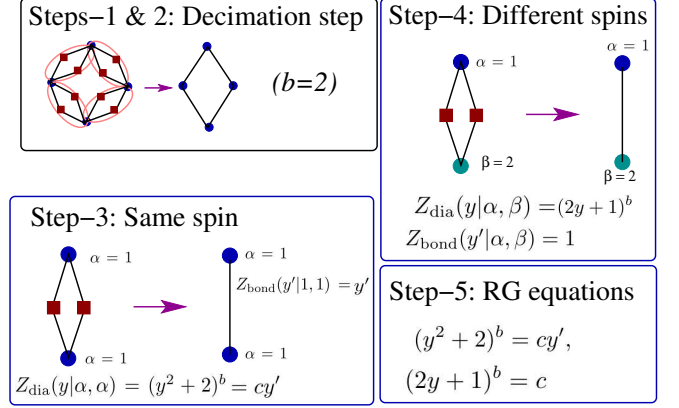 Steps−1 & 2: Decimation step
(b=2)
Step−3: Same spin
α = 1
α = 1
Z_bond(y′|1, 1) = y′
α = 1
α = 1
Z_dia(y|α, α) = (y² + 2)^b = cy′
Step−4: Different spins
α = 1
α = 1
β = 2
β = 2
Z_dia(y|α, β) =(2y + 1)^b
Z_bond(y′|α, β) = 1
Step−5: RG equations
(y² + 2)^b = cy′,
(2y + 1)^b = c